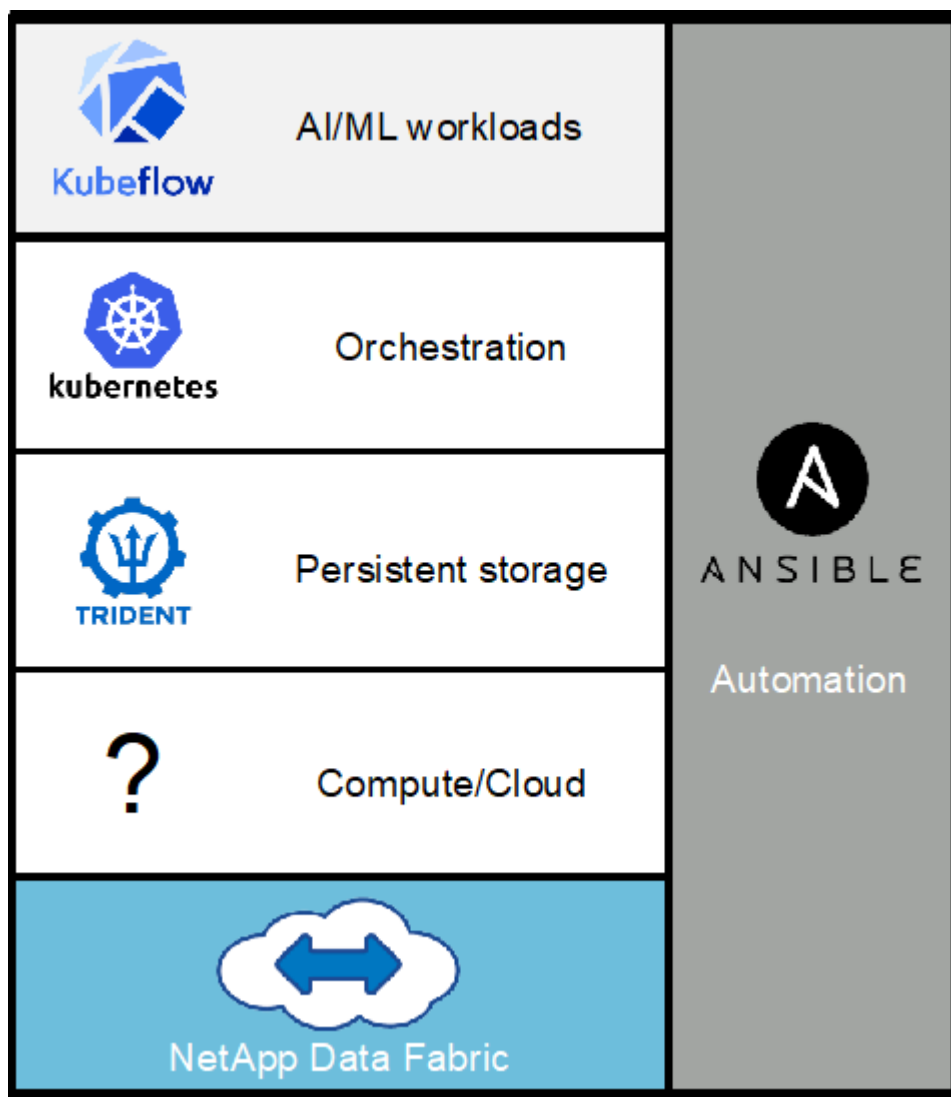 Kubeflow
AI/ML workloads
kubernetes
Orchestration
TRIDENT
Persistent storage
?
Compute/Cloud
NetApp Data Fabric
ANSIBLE
Automation